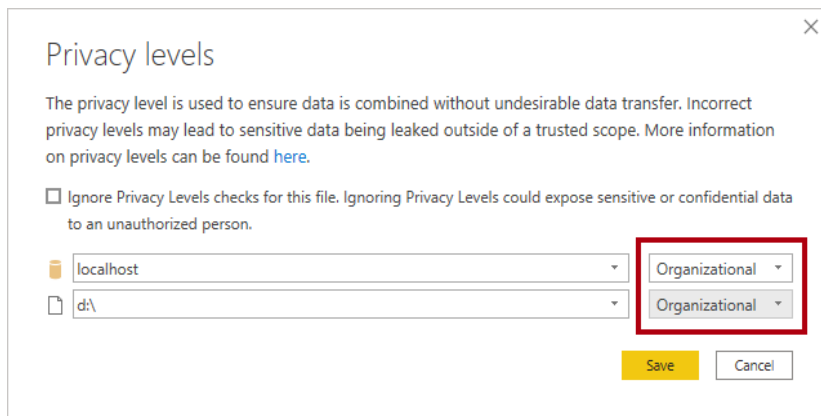 Privacy levels
The privacy level is used to ensure data is combined without undesirable data transfer. Incorrect
privacy levels may lead to sensitive data being leaked outside of a trusted scope. More information
on privacy levels can be found here.
Ignore Privacy Levels checks for this file. Ignoring Privacy Levels could expose sensitive or confidential data
to an unauthorized person.
localhost Organizational
d:\ Organizational
Save Cancel